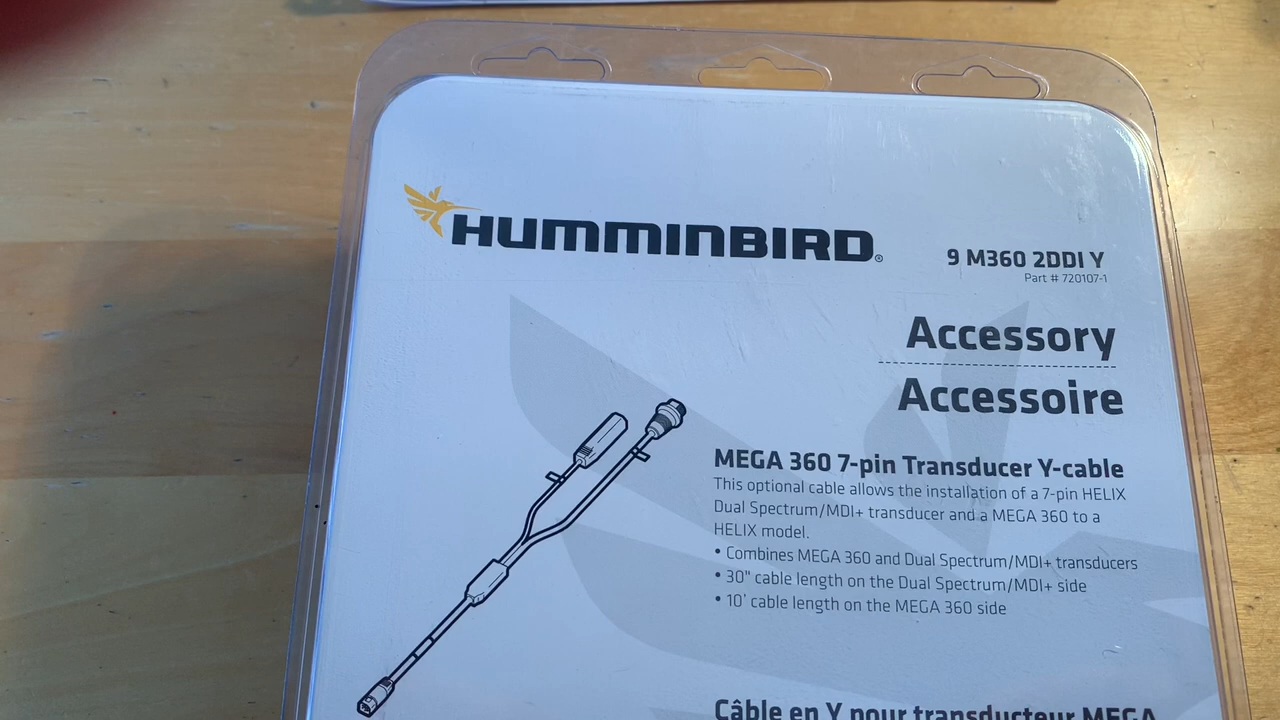 HUMMINBIRD®
9 M360 2DDI Y
Part # 720107-1
Accessory
Accessoire
MEGA 360 7-pin Transducer Y-cable
This optional cable allows the installation of a 7-pin HELIX
Dual Spectrum/MDI+ transducer and a MEGA 360 to a
HELIX model.
• Combines MEGA 360 and Dual Spectrum/MDI+ transducers
• 30" cable length on the Dual Spectrum/MDI+ side
• 10' cable length on the MEGA 360 side
Câble en Y pour transducteur MEGA